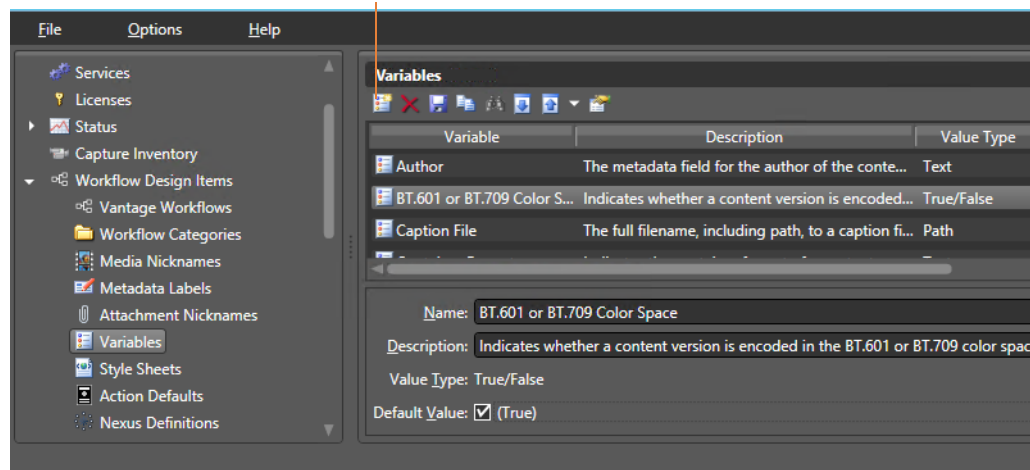 File Options Help
Services
Licenses
Status
Capture Inventory
Workflow Design Items
Vantage Workflows
Workflow Categories
Media Nicknames
Metadata Labels
Attachment Nicknames
Variables
Style Sheets
Action Defaults
Nexus Definitions
Variables
Variable Description Value Type
Author The metadata field for the author of the conte... Text
BT.601 or BT.709 Color S... Indicates whether a content version is encoded... True/False
Caption File The full filename, including path, to a caption fi... Path
Name: BT.601 or BT.709 Color Space
Description: Indicates whether a content version is encoded in the BT.601 or BT.709 color spac
Value Type: True/False
Default Value: (True)